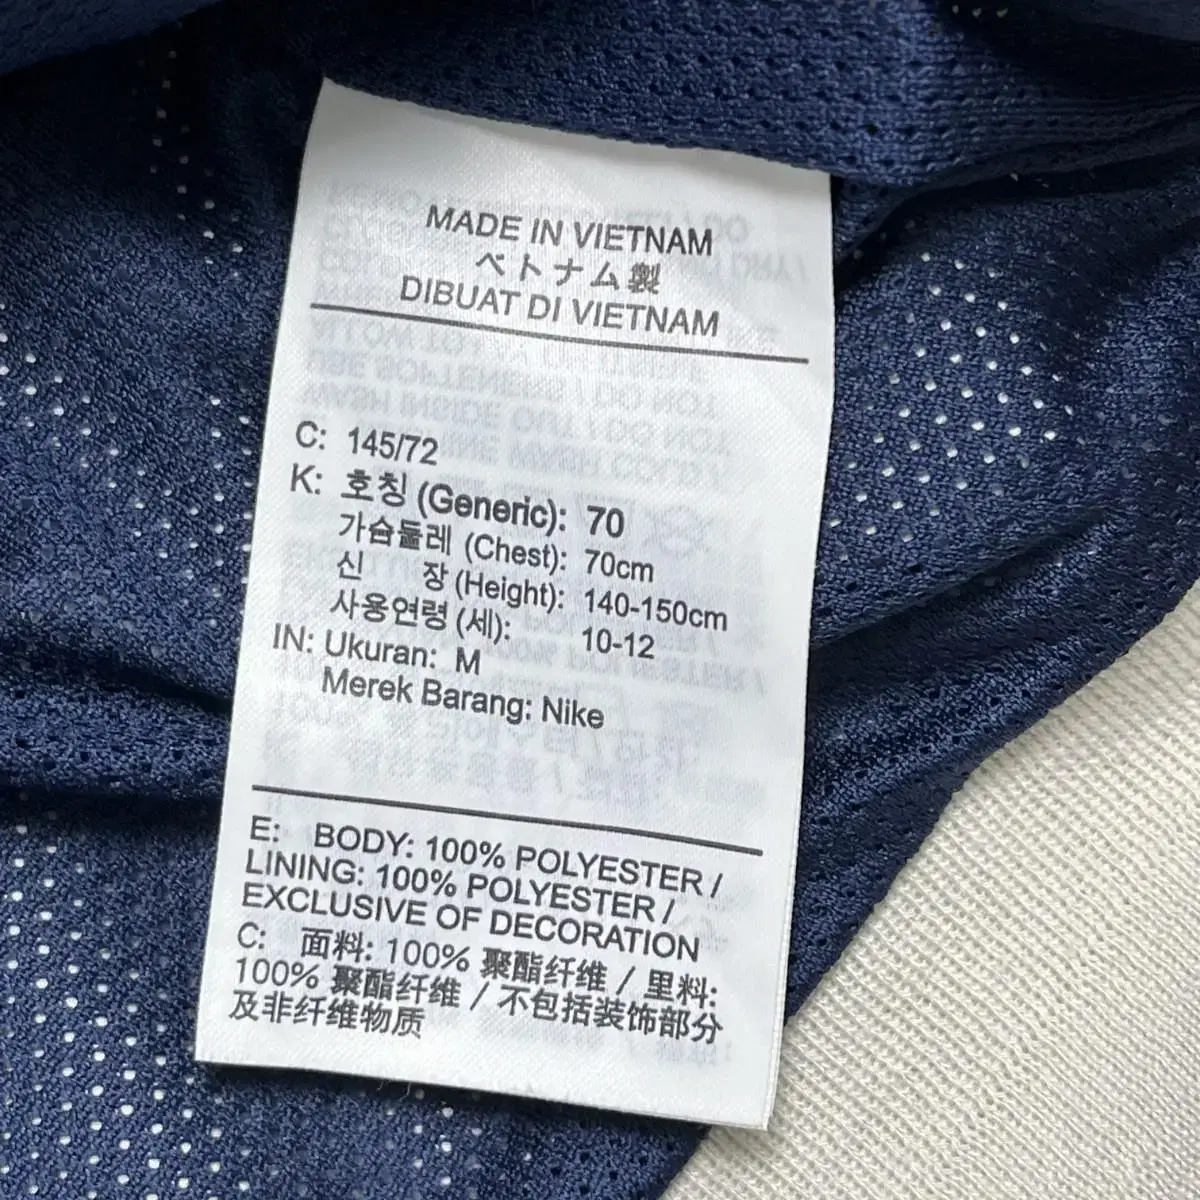 MADE IN VIETNAM
ベトナム製
DIBUAT DI VIETNAM
C: 145/72
K: 호칭 (Generic): 70
가슴둘레 (Chest): 70cm
신 장 (Height): 140-150cm
사용연령 (세): 10-12
IN: Ukuran: M
Merek Barang: Nike
E: BODY: 100% POLYESTER /
LINING: 100% POLYESTER /
EXCLUSIVE OF DECORATION
C: 面料: 100% 聚酯纤维 / 里料:
100% 聚酯纤维 / 不包括装饰部分
及非纤维物质